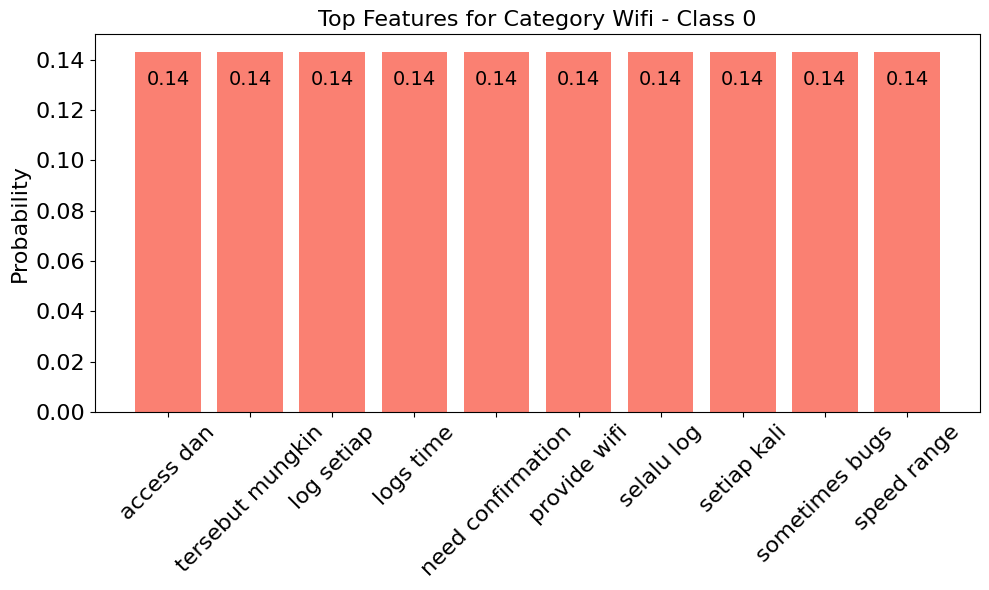 Top Features for Category Wifi - Class 0
Probability
0.14
0.12
0.10
0.08
0.06
0.04
0.02
0.00
0.14 0.14 0.14 0.14 0.14 0.14 0.14 0.14 0.14 0.14
access dan
tersebut mungkin
log setiap
logs time
need confirmation
provide wifi
selalu log
setiap kali
sometimes bugs
speed range